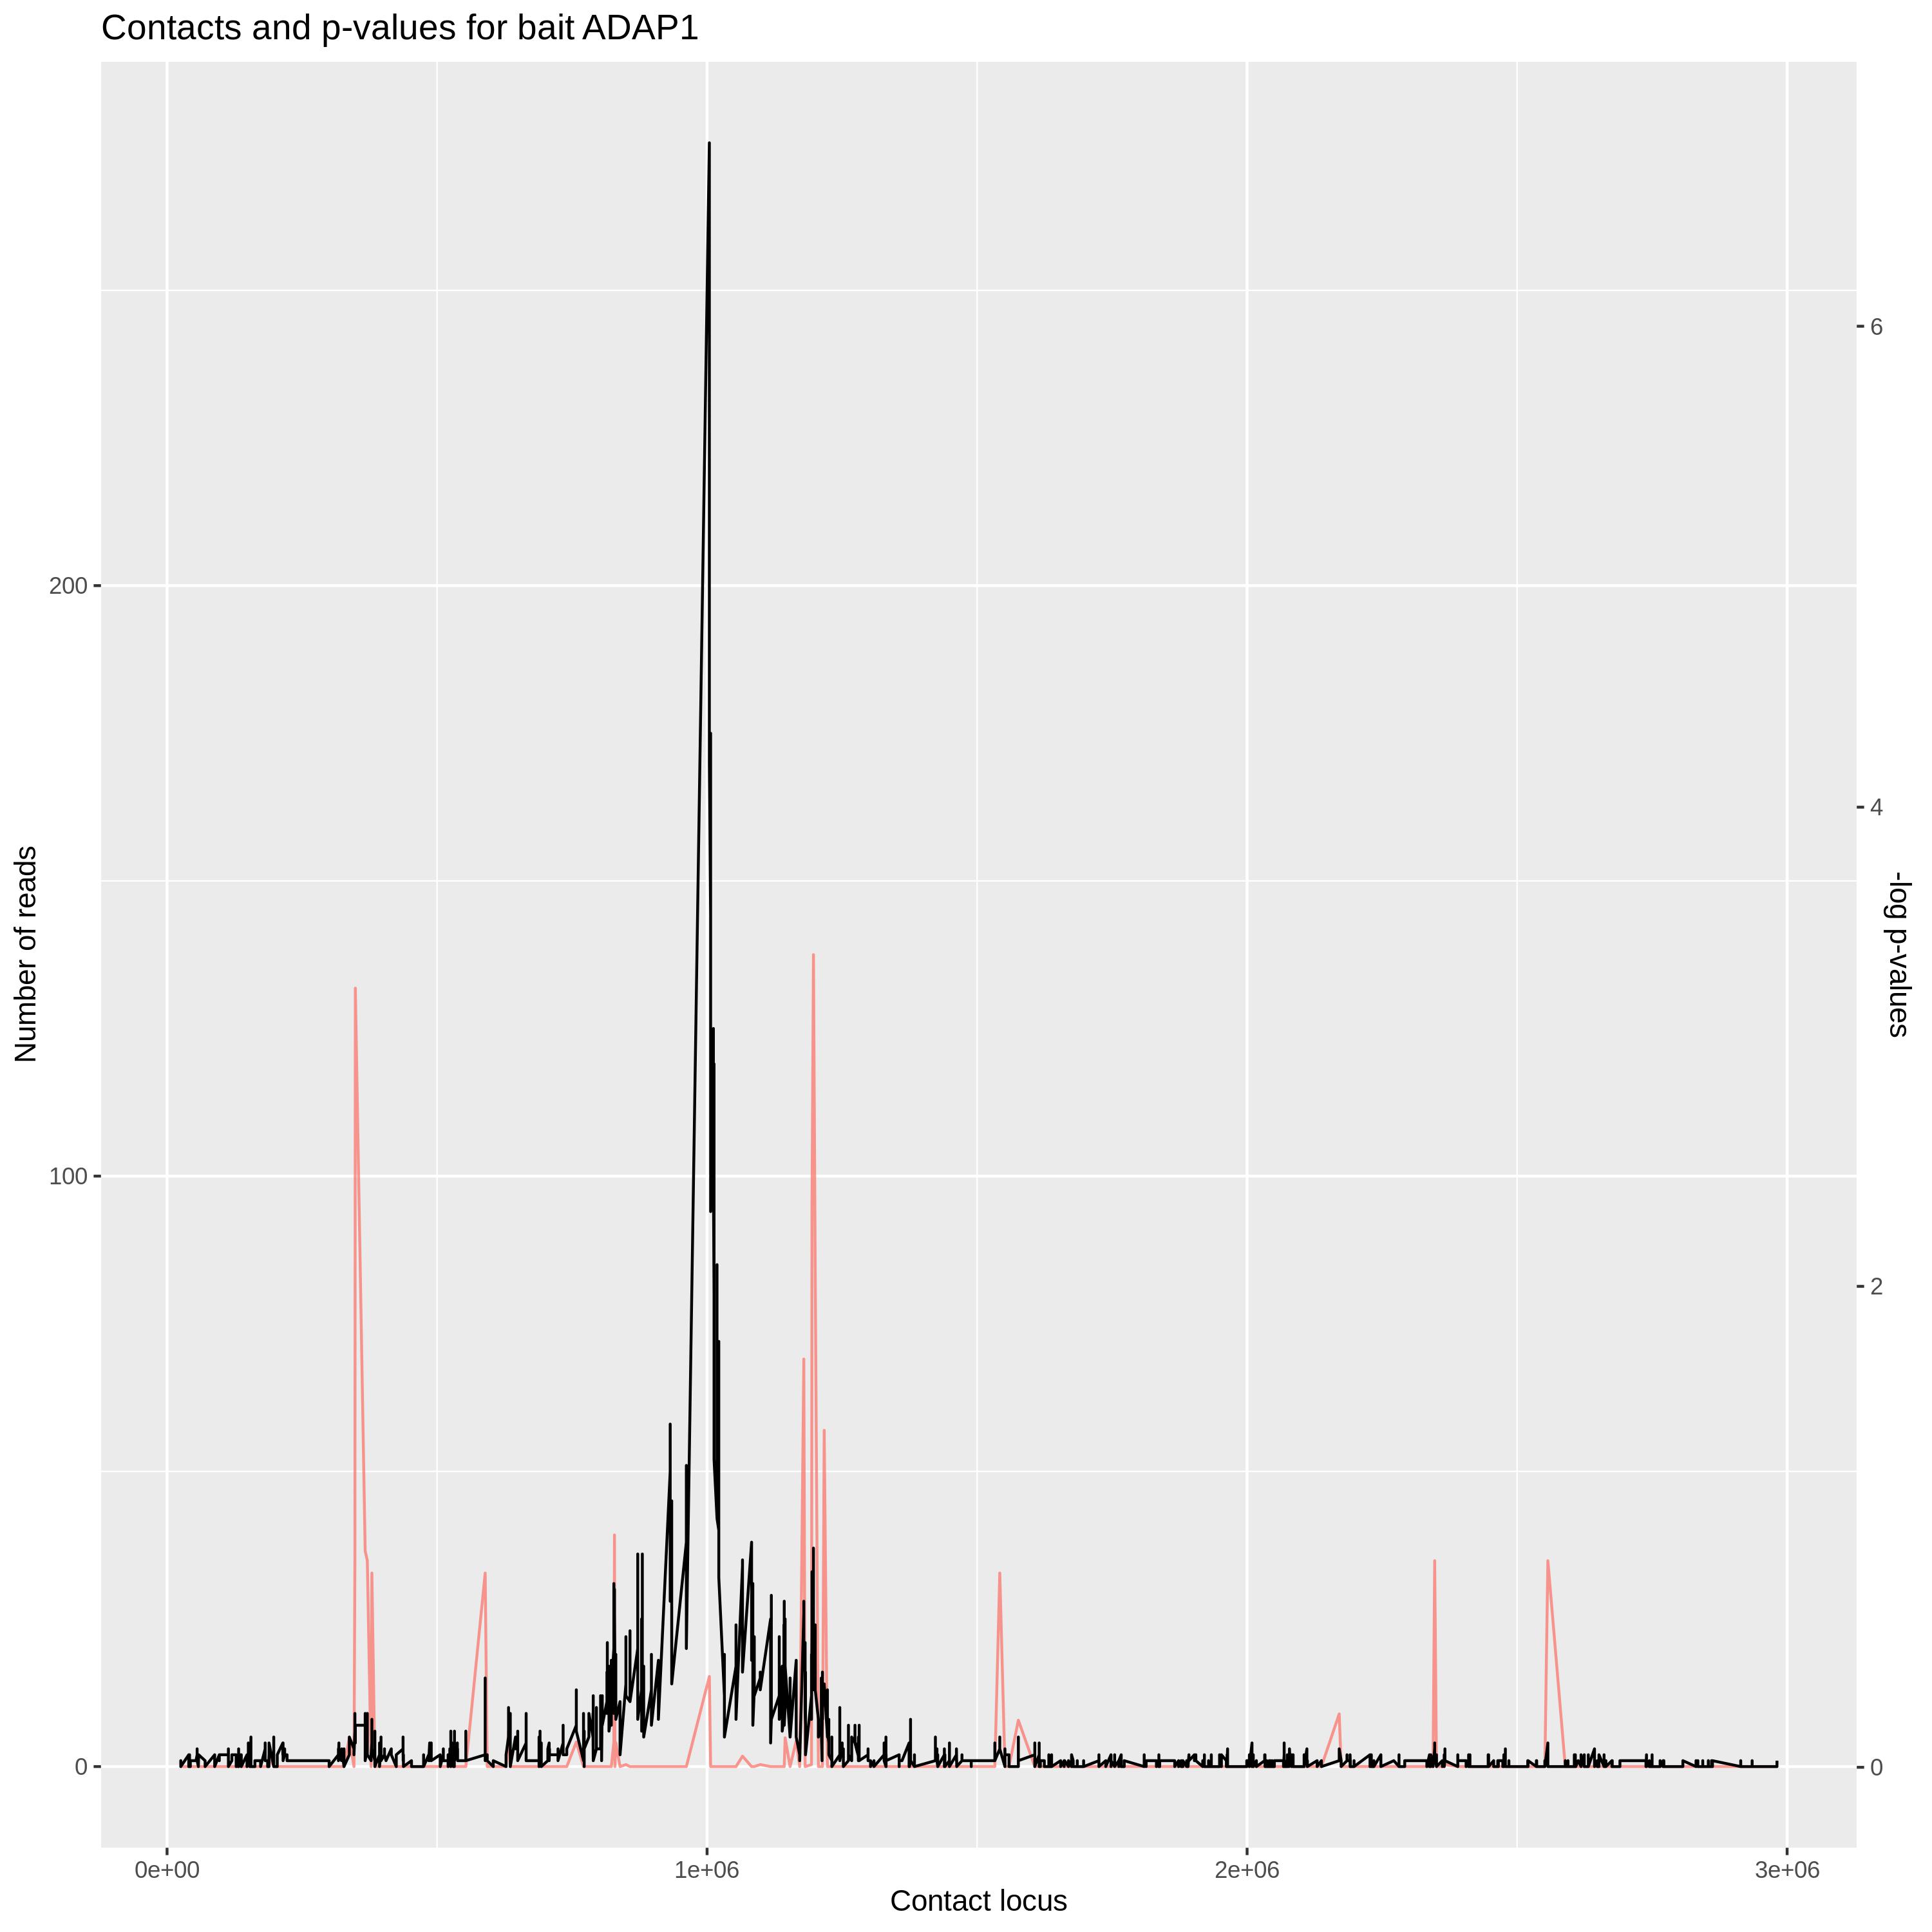 Contacts and p-values for bait ADAP1
200
100
0
Number of reads
6
4
2
0
-log p-values
0e+00
1e+06
2e+06
3e+06
Contact locus